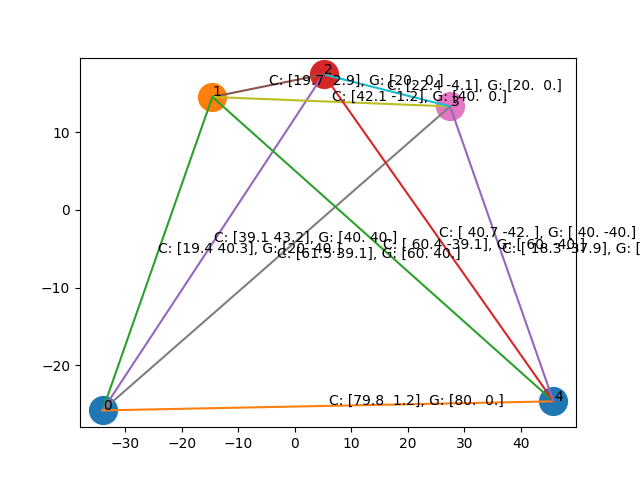 2
C: [19.7 2.9], G: [20. 0.]
1
C: [22.4 -4.1], G: [20. 0.]
C: [42.1 -1.2], G: [40. 0.]
3
10
0
C: [ 40.7 -42. ], G: [ 40. -40.]
C: [39.1 43.2], G: [40. 40.]
C: [ 60.4 -39.1], G: [ 60. -40.]
C: [19.4 40.3], G: [20. 40.]
C: [ 18.3 -37.9], G: [
C: [61.5 39.1], G: [60. 40.]
−10
−20
0
C: [79.8 1.2], G: [80. 0.]
4
−30 −20 −10 0 10 20 30 40